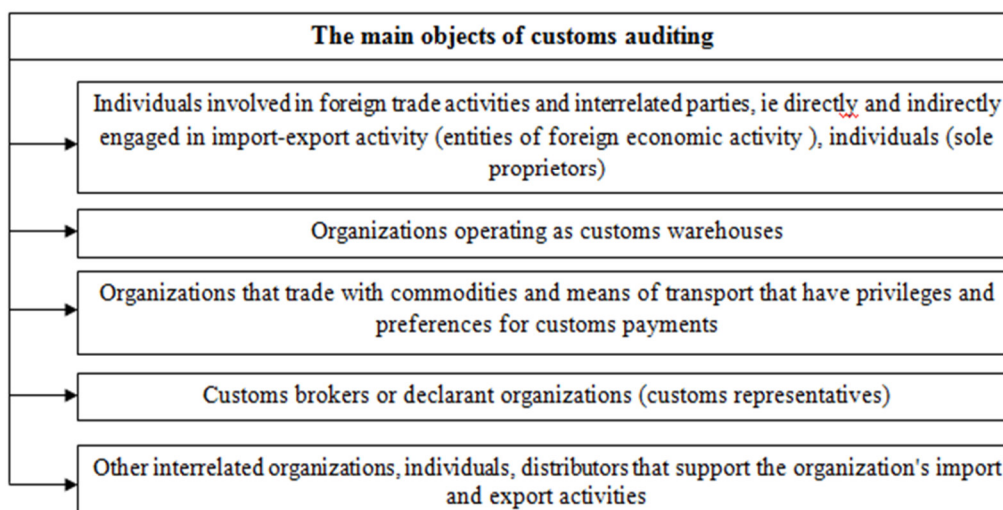 The main objects of customs auditing
Individuals involved in foreign trade activities and interrelated parties, ie directly and indirectly
engaged in import-export activity (entities of foreign economic activity ), individuals (sole
proprietors)
Organizations operating as customs warehouses
Organizations that trade with commodities and means of transport that have privileges and
preferences for customs payments
Customs brokers or declarant organizations (customs representatives)
Other interrelated organizations, individuals, distributors that support the organization's import
and export activities